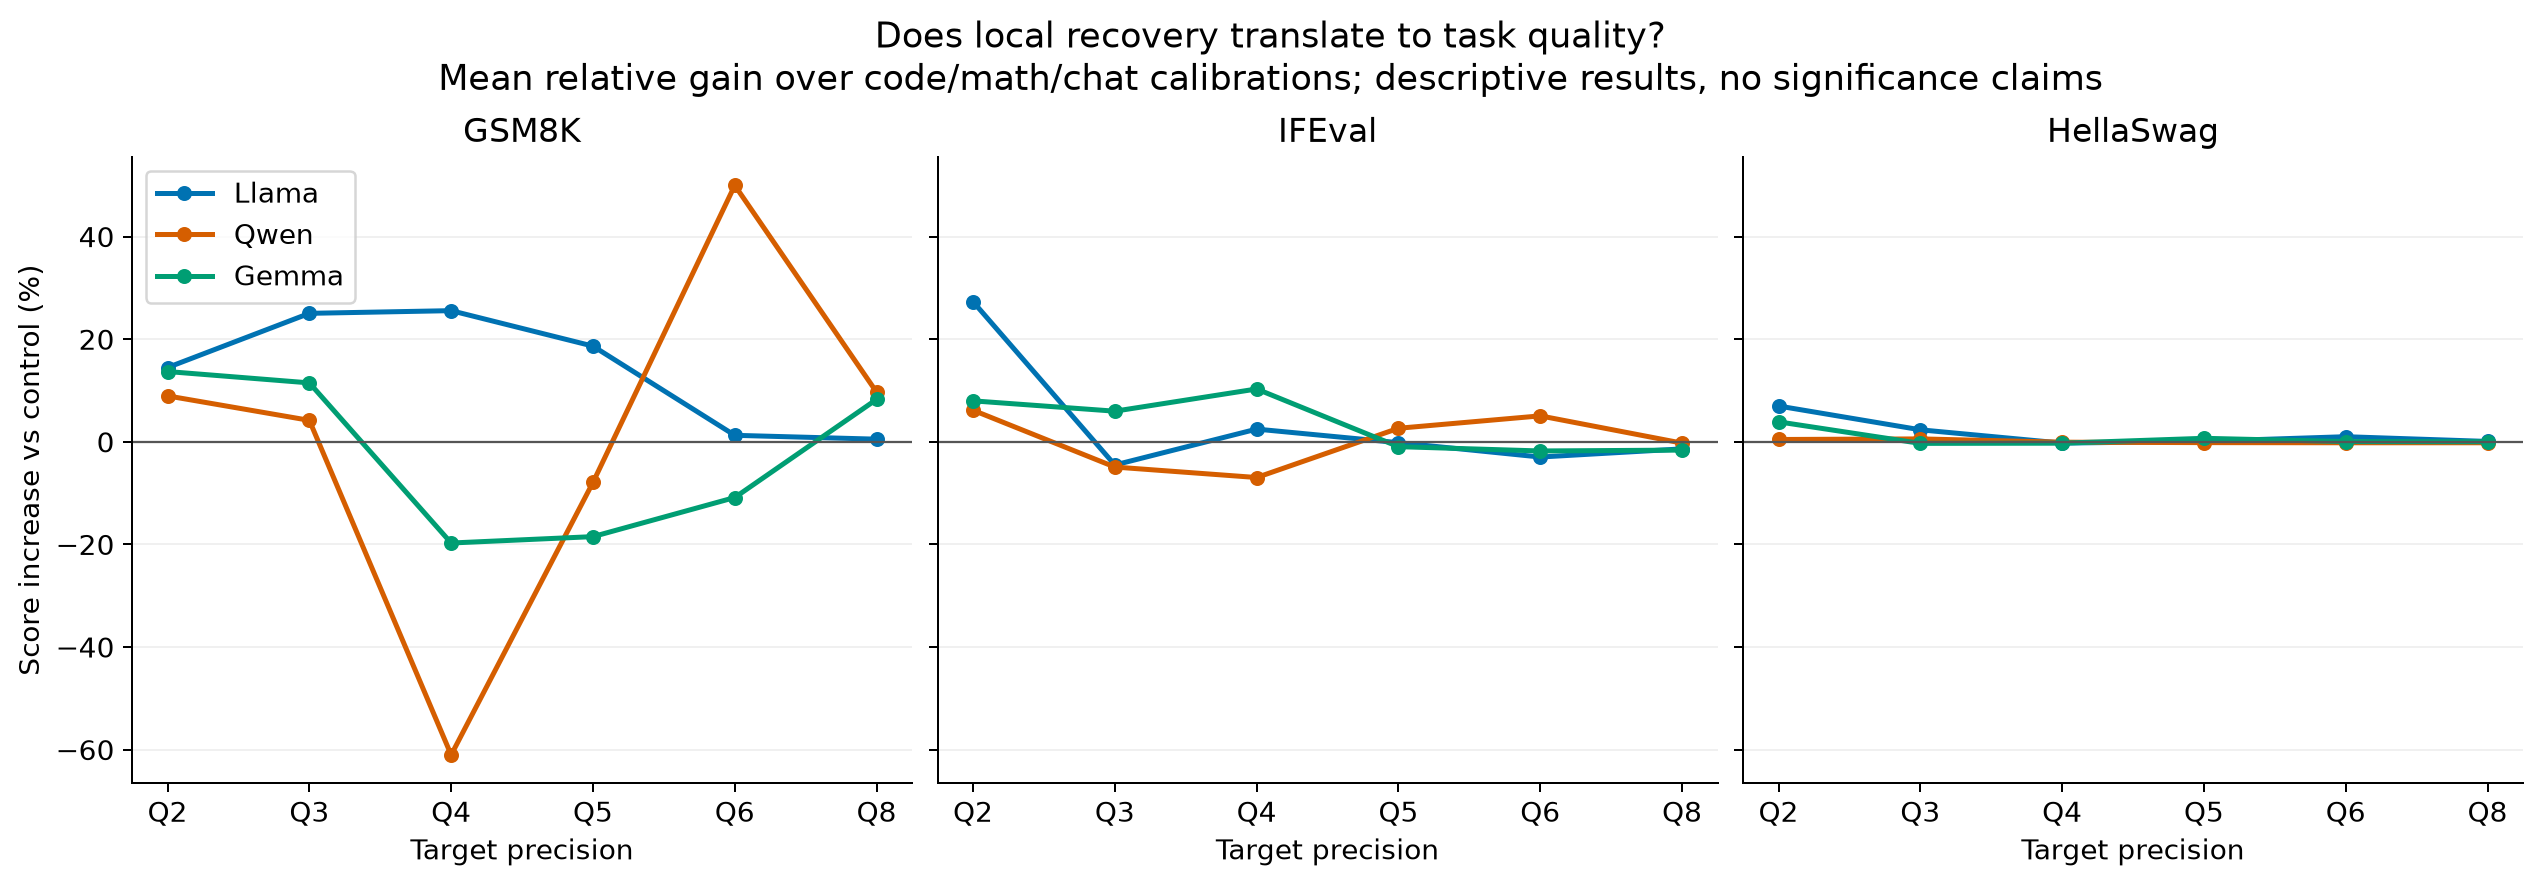 Does local recovery translate to task quality?
Mean relative gain over code/math/chat calibrations; descriptive results, no significance claims
GSM8K
IFEval
HellaSwag
Llama
Qwen
Gemma
Score increase vs control (%)
40
20
0
−20
−40
−60
Q2 Q3 Q4 Q5 Q6 Q8
Q2 Q3 Q4 Q5 Q6 Q8
Q2 Q3 Q4 Q5 Q6 Q8
Target precision
Target precision
Target precision